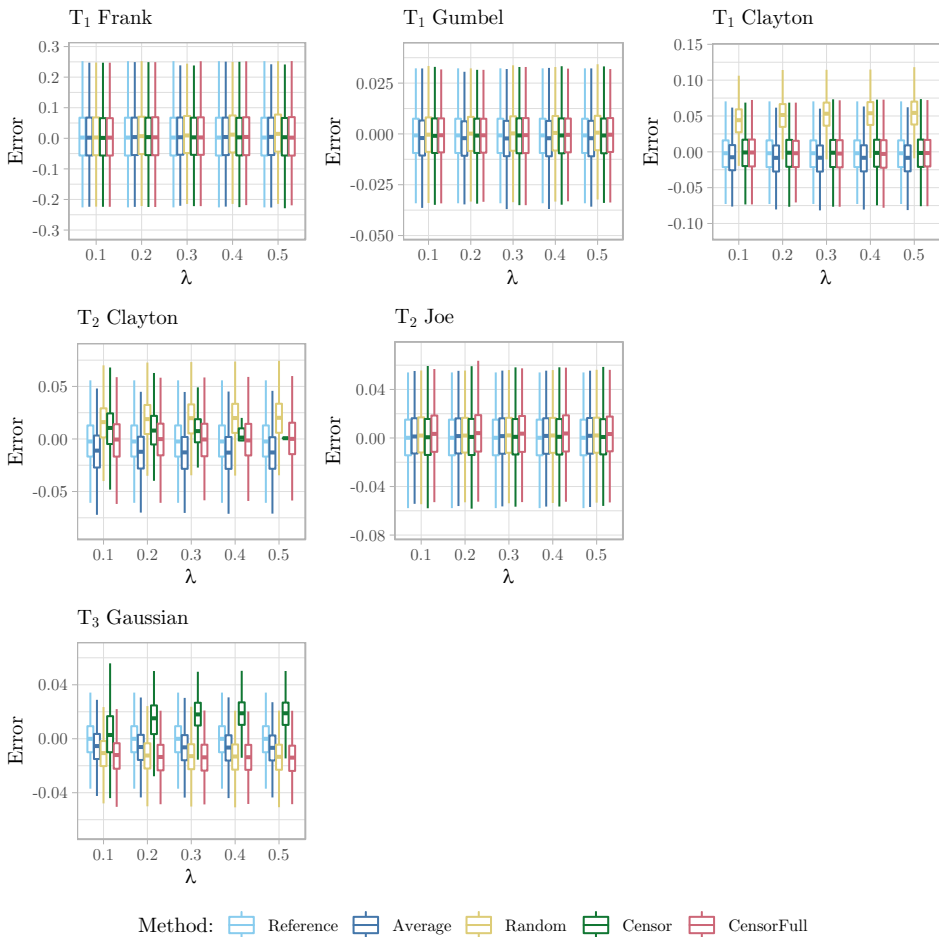 T₁ Frank
T₁ Gumbel
T₁ Clayton
Error
0.3
0.2
0.1
0.0
-0.1
-0.2
-0.3
0.1 0.2 0.3 0.4 0.5
λ
Error
0.025
0.000
-0.025
-0.050
0.1 0.2 0.3 0.4 0.5
λ
Error
0.15
0.10
0.05
0.00
-0.05
-0.10
0.1 0.2 0.3 0.4 0.5
λ
T₂ Clayton
T₂ Joe
Error
0.05
0.00
-0.05
0.1 0.2 0.3 0.4 0.5
λ
Error
0.04
0.00
-0.04
-0.08
0.1 0.2 0.3 0.4 0.5
λ
T₃ Gaussian
Error
0.04
0.00
-0.04
0.1 0.2 0.3 0.4 0.5
λ
Method: Reference Average Random Censor CensorFull